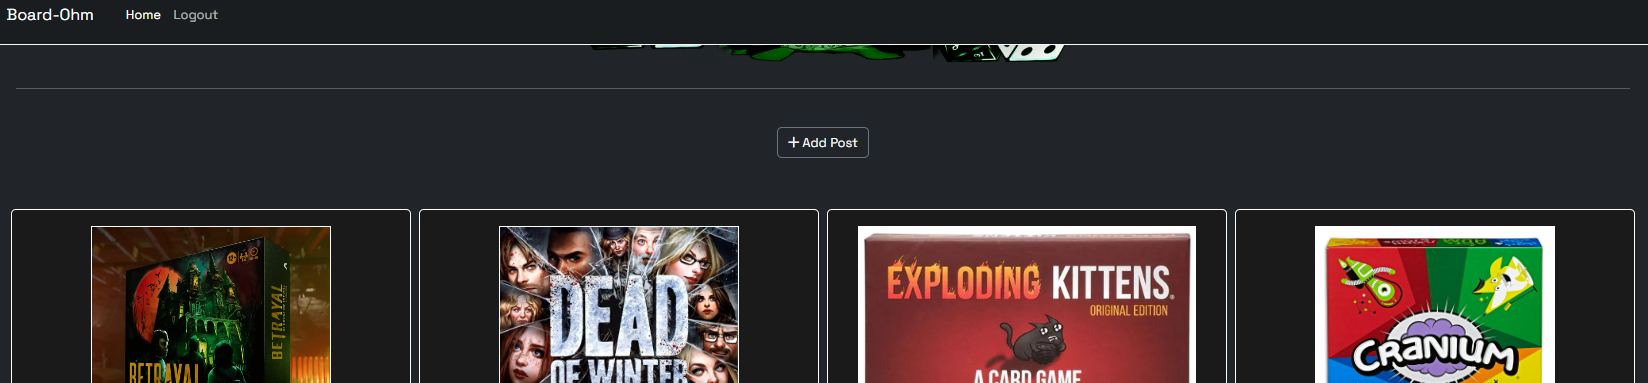 Board-Ohm Home Logout
+ Add Post
BETRAYAL
BETRAYAL
DEAD
OF WINTER
EXPLODING KITTENS
ORIGINAL EDITION
A CARD GAME
CRANIUM